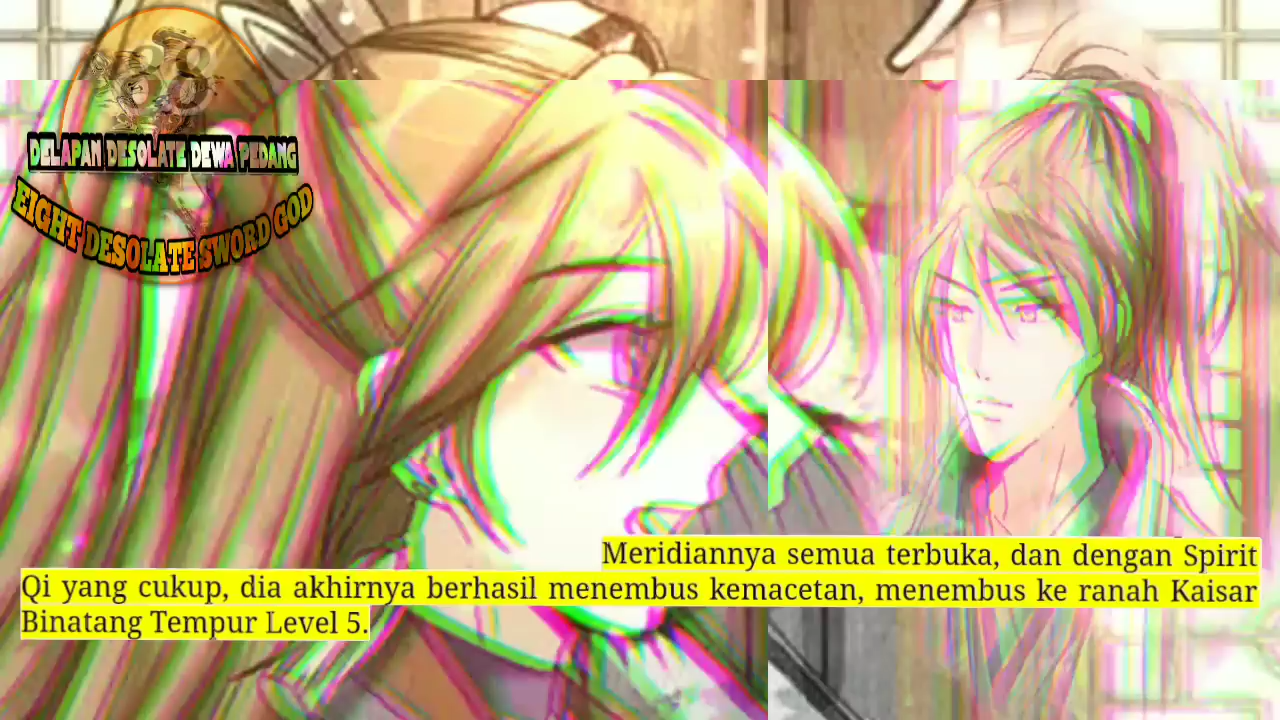 88
DELAPAN DESOLATE DEWA PEDANG
EIGHT DESOLATE SWORD GOD
Meridiannya semua terbuka, dan dengan Spirit
Qi yang cukup, dia akhirnya berhasil menembus kemacetan, menembus ke ranah Kaisar
Binatang Tempur Level 5.